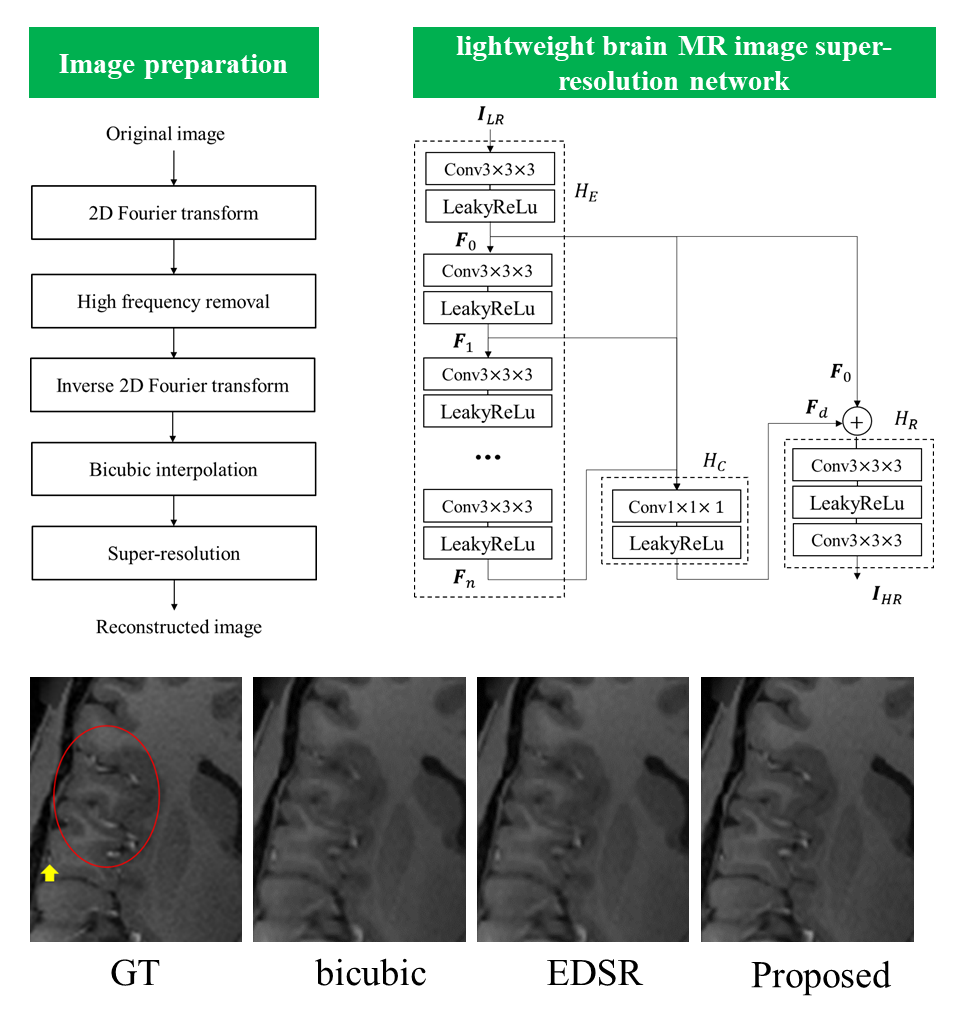 Image preparation
Original image
2D Fourier transform
High frequency removal
Inverse 2D Fourier transform
Bicubic interpolation
Super-resolution
Reconstructed image
lightweight brain MR image super-
resolution network
I_LR
Conv3×3×3
LeakyReLu
H_E
F_0
Conv3×3×3
LeakyReLu
F_1
Conv3×3×3
LeakyReLu
...
Conv3×3×3
LeakyReLu
F_n
H_C
Conv1×1×1
LeakyReLu
F_0
F_d
+
H_R
Conv3×3×3
LeakyReLu
Conv3×3×3
I_HR
GT
bicubic
EDSR
Proposed